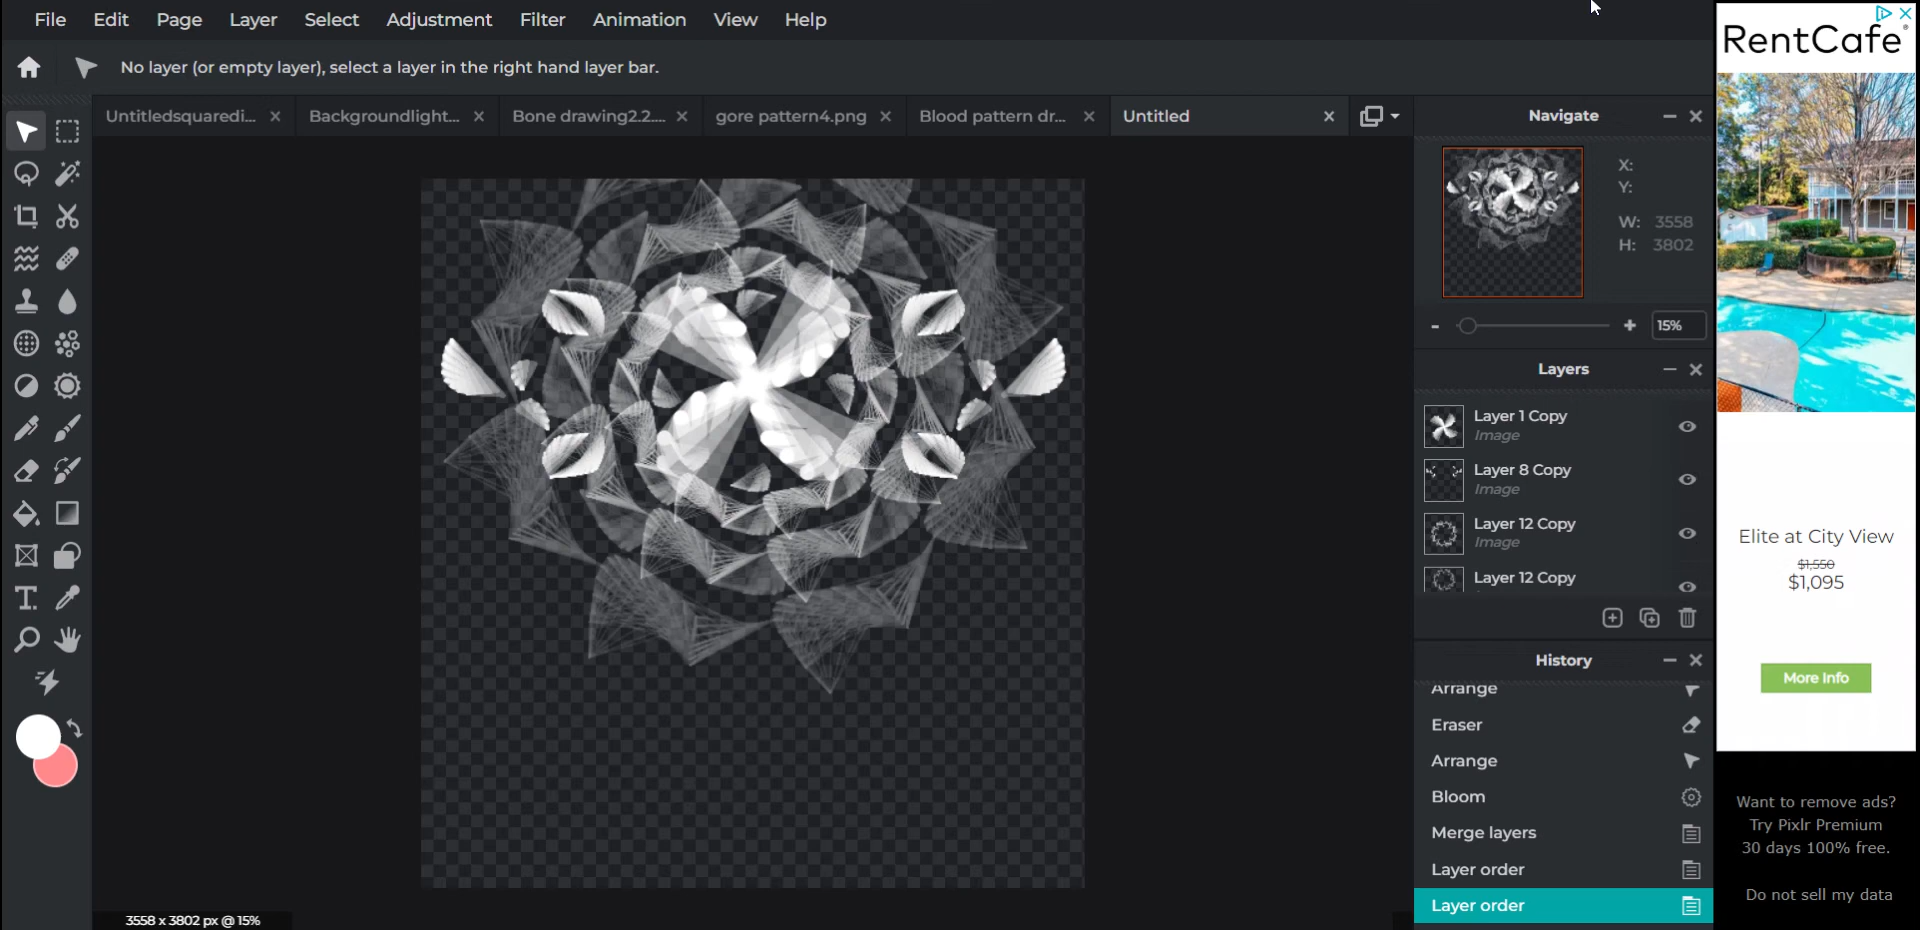 File Edit Page Layer Select Adjustment Filter Animation View Help
No layer (or empty layer), select a layer in the right hand layer bar.
Untitledsquaredi... Backgroundlight... Bone drawing2.2.... gore pattern4.png Blood pattern dr... Untitled
Navigate
X:
Y:
W: 3558
H: 3802
15%
Layers
Layer 1 Copy
Image
Layer 8 Copy
Image
Layer 12 Copy
Image
Layer 12 Copy
History
Arrange
Eraser
Arrange
Bloom
Merge layers
Layer order
Layer order
3558 x 3802 px @ 15%
RentCafe®
Elite at City View
$1,550
$1,095
More Info
Want to remove ads?
Try Pixlr Premium
30 days 100% free.
Do not sell my data